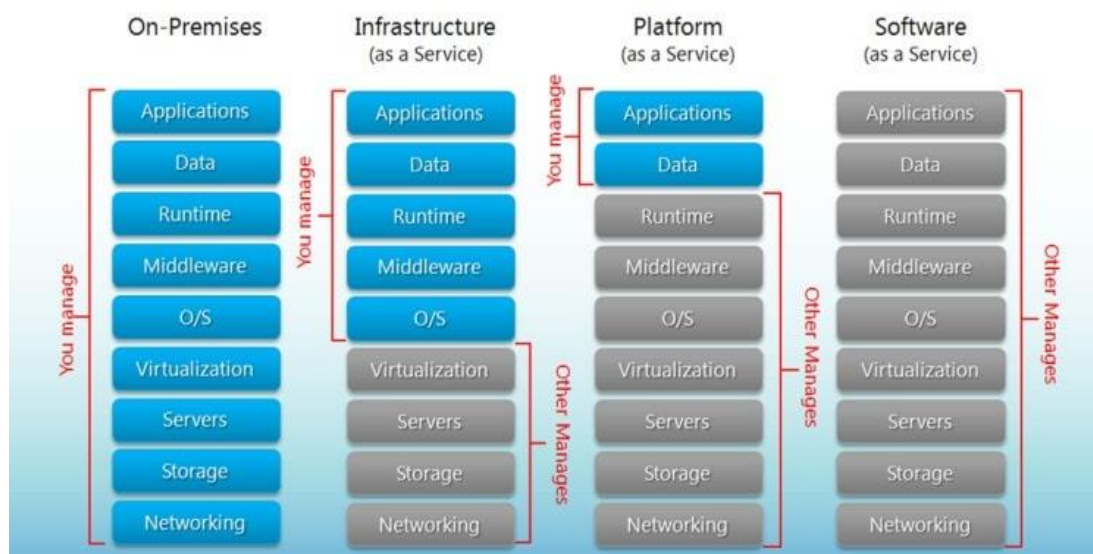 On-Premises
You manage
Applications
Data
Runtime
Middleware
O/S
Virtualization
Servers
Storage
Networking
Infrastructure
(as a Service)
You manage
Applications
Data
Runtime
Middleware
O/S
Virtualization
Servers
Storage
Networking
Other Manages
Platform
(as a Service)
You manage
Applications
Data
Runtime
Middleware
O/S
Virtualization
Servers
Storage
Networking
Other Manages
Software
(as a Service)
Applications
Data
Runtime
Middleware
O/S
Virtualization
Servers
Storage
Networking
Other Manages